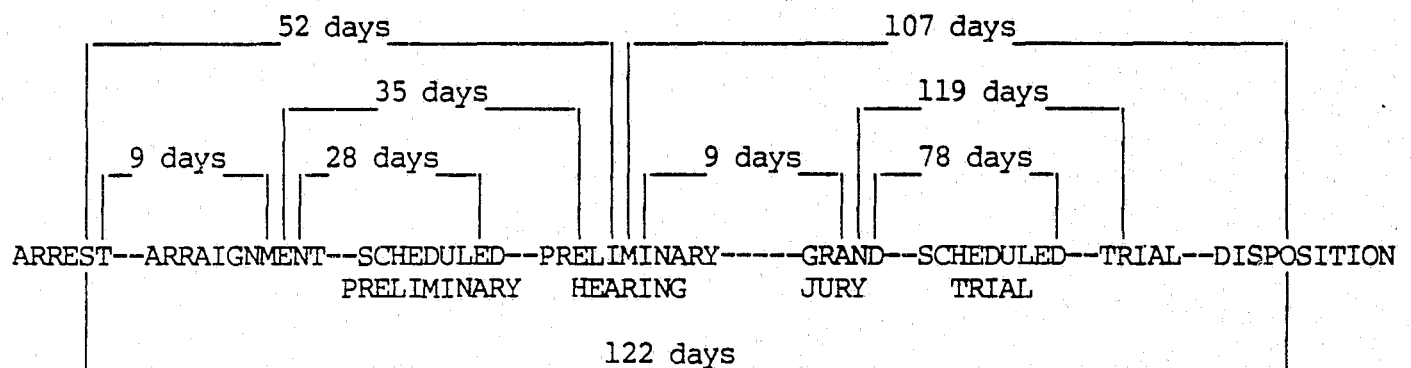 52 days 107 days
35 days 119 days
9 days 28 days 9 days 78 days
ARREST--ARRAIGNMENT--SCHEDULED--PRELIMINARY-----GRAND--SCHEDULED--TRIAL--DISPOSITION
PRELIMINARY HEARING JURY TRIAL
122 days